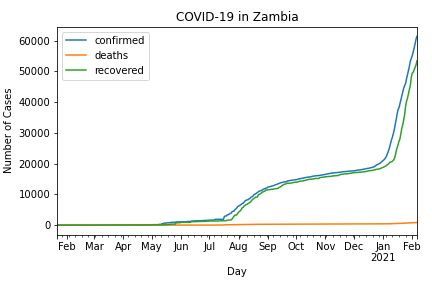 COVID-19 in Zambia
confirmed
deaths
recovered
Number of Cases
60000
50000
40000
30000
20000
10000
0
Feb Mar Apr May Jun Jul Aug Sep Oct Nov Dec Jan Feb
2021
Day